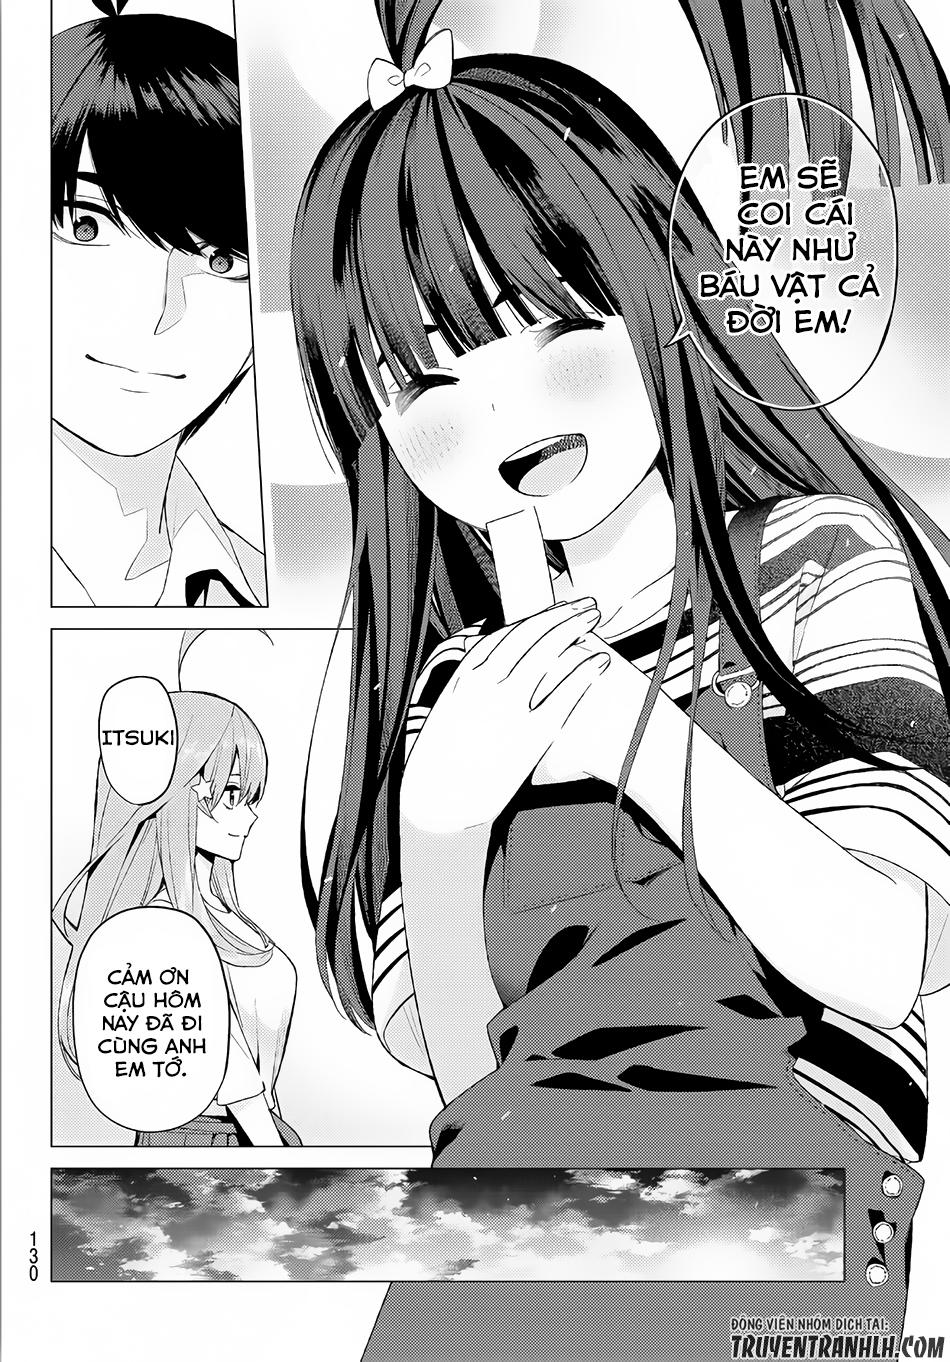 EM SẼ
COI CÁI
NÀY NHƯ
BÁU VẬT CẢ
ĐỜI EM!
ITSUKI
CẢM ƠN
CẬU HÔM
NAY ĐÃ ĐI
CÙNG ANH
EM TỚ.
130
ĐỘNG VIÊN NHÓM DỊCH TẠI:
TRUYENTRANHLH.COM